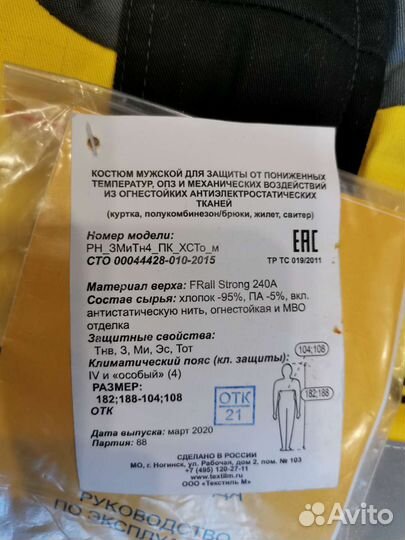 КОСТЮМ МУЖСКОЙ ДЛЯ ЗАЩИТЫ ОТ ПОНИЖЕННЫХ
ТЕМПЕРАТУР, ОПЗ И МЕХАНИЧЕСКИХ ВОЗДЕЙСТВИЙ
ИЗ ОГНЕСТОЙКИХ АНТИЭЛЕКТРОСТАТИЧЕСКИХ
ТКАНЕЙ
(куртка, полукомбинезон/брюки, жилет, свитер)
Номер модели:
РН_ЗМиТн4_ПК_ХСТо_м
СТО 00044428-010-2015
ЕАС
ТР ТС 019/2011
Материал верха: FRall Strong 240A
Состав сырья: хлопок -95%, ПА -5%, вкл.
антистатическую нить, огнестойкая и МВО
отделка
Защитные свойства:
Тнв, З, Ми, Эс, Тот
Климатический пояс (кл. защиты):
IV и «особый» (4)
РАЗМЕР:
182;188-104;108
ОТК
ОТК
21
104;108
182;188
Дата выпуска: март 2020
Партия: 88
СДЕЛАНО В РОССИИ
МО, г. Ногинск, ул. Рабочая, дом 2, пом. № 103
+7 (495) 120-27-11
www.textilm.ru
ООО «Текстиль М»
РУКОВОДСТВО
ПО ЭКСПЛУ
Avito